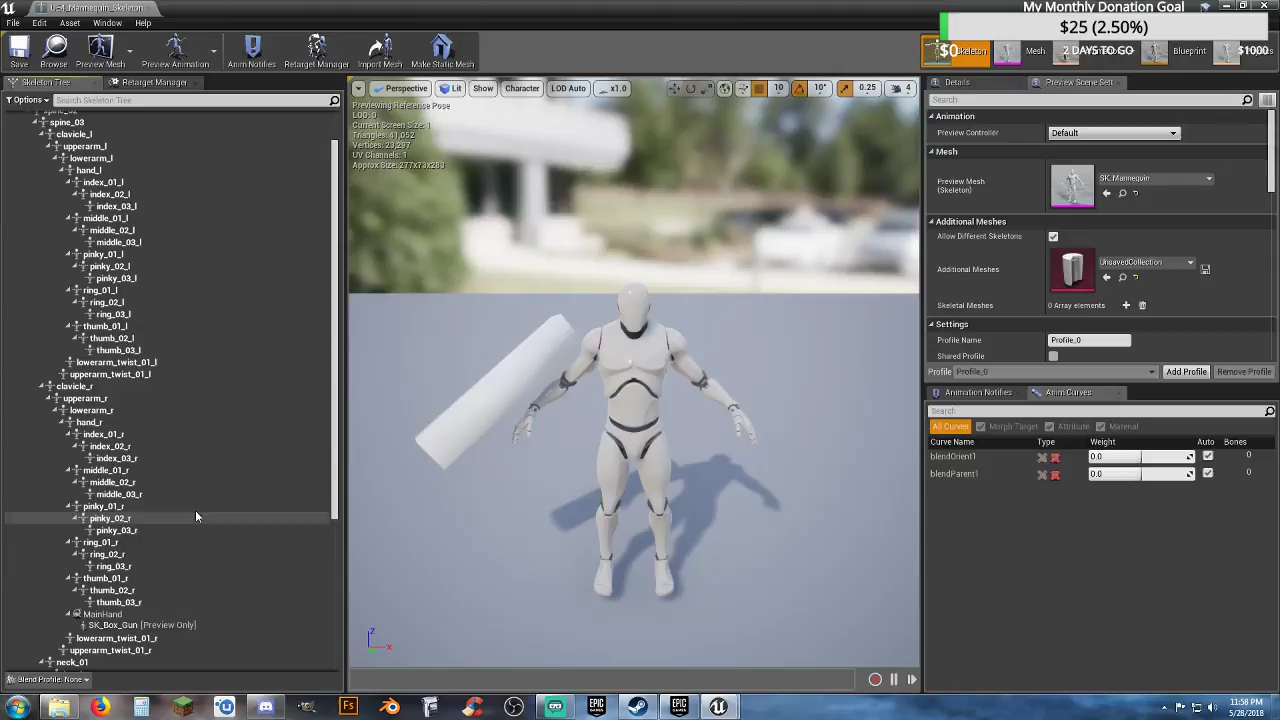 UE4_Mannequin_Skeleton
My Monthly Donation Goal
File Edit Asset Window Help
$25 (2.50%)
$0 2 DAYS TO GO $1000
Save Browse Preview Mesh Preview Animation Anim Notifies Retarget Manager Import Mesh Make Static Mesh
Skeleton Mesh Blueprint
Skeleton Tree Retarget Manager
Details Preview Scene Sett
Options Search Skeleton Tree
Perspective Lit Show Character LOD Auto x1.0 10 10° 0.25 4
Search
Previewing Reference Pose
LOD: 0
Current Screen Size: 1
Triangles: 41,052
Vertices: 23,297
UV Channels: 1
Approx Size: 277x73x283
spine_02
spine_03
clavicle_l
upperarm_l
lowerarm_l
hand_l
index_01_l
index_02_l
index_03_l
middle_01_l
middle_02_l
middle_03_l
pinky_01_l
pinky_02_l
pinky_03_l
ring_01_l
ring_02_l
ring_03_l
thumb_01_l
thumb_02_l
thumb_03_l
lowerarm_twist_01_l
upperarm_twist_01_l
clavicle_r
upperarm_r
lowerarm_r
hand_r
index_01_r
index_02_r
index_03_r
middle_01_r
middle_02_r
middle_03_r
pinky_01_r
pinky_02_r
pinky_03_r
ring_01_r
ring_02_r
ring_03_r
thumb_01_r
thumb_02_r
thumb_03_r
MainHand
SK_Box_Gun [Preview Only]
lowerarm_twist_01_r
upperarm_twist_01_r
neck_01
Blend Profile: None
Z
X
Animation
Preview Controller Default
Mesh
Preview Mesh
(Skeleton)
SK_Mannequin
Additional Meshes
Allow Different Skeletons
Additional Meshes UnsavedCollection
Skeletal Meshes 0 Array elements
Settings
Profile Name Profile_0
Shared Profile
Profile Profile_0 Add Profile Remove Profile
Animation Notifies Anim Curves
Search
All Curves Morph Target Attribute Material
Curve Name Type Weight Auto Bones
blendOrient1 0.0 0
blendParent1 0.0 0
Fs
EPIC GAMES
EPIC GAMES
11:58 PM
5/28/2018